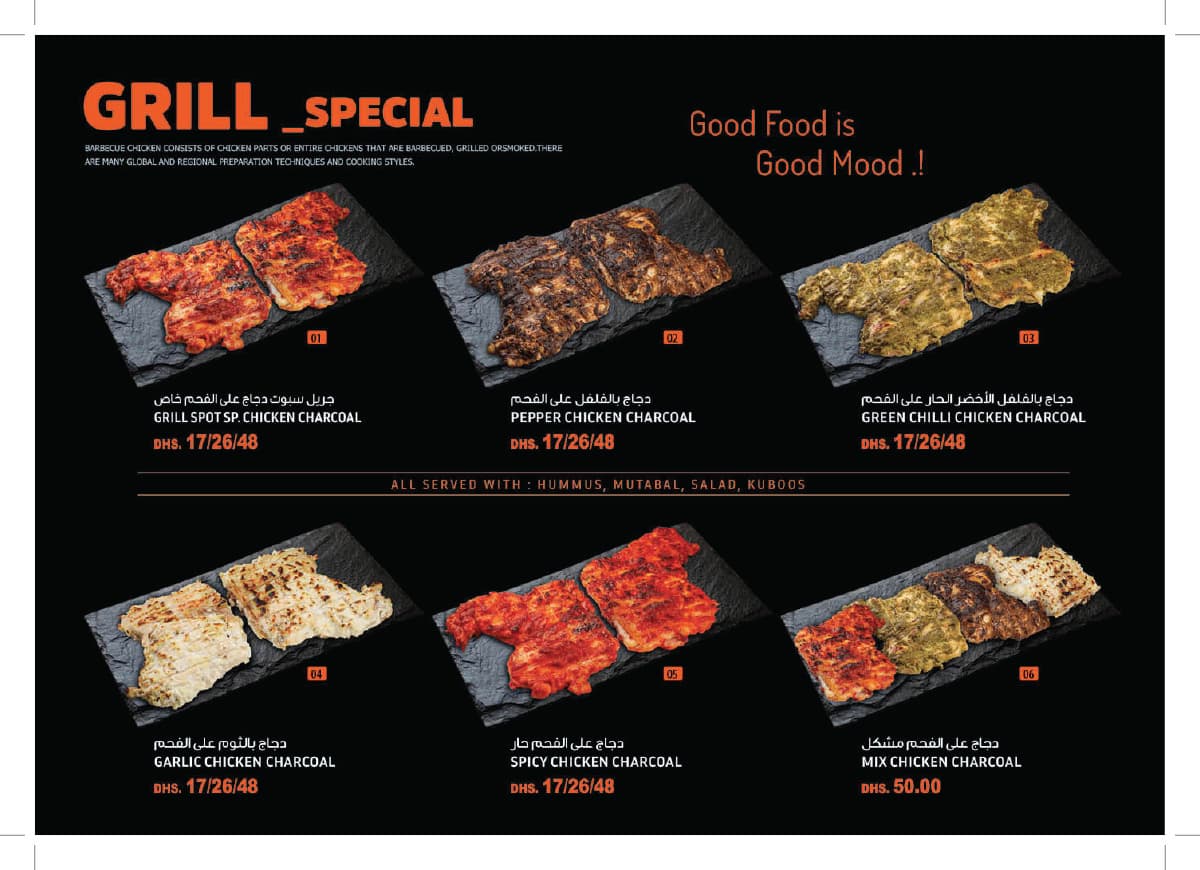 GRILL _SPECIAL
BARBECUE CHICKEN CONSISTS OF CHICKEN PARTS OR ENTIRE CHICKENS THAT ARE BARBECUED, GRILLED ORSMOKED.THERE
ARE MANY GLOBAL AND REGIONAL PREPARATION TECHNIQUES AND COOKING STYLES.
Good Food is
Good Mood .!
01
جريل سبوت دجاج على الفحم خاص
GRILL SPOT SP. CHICKEN CHARCOAL
DHS. 17/26/48
02
دجاج بالفلفل على الفحم
PEPPER CHICKEN CHARCOAL
DHS. 17/26/48
03
دجاج بالفلفل الأخضر الحار على الفحم
GREEN CHILLI CHICKEN CHARCOAL
DHS. 17/26/48
ALL SERVED WITH : HUMMUS, MUTABAL, SALAD, KUBOOS
04
دجاج بالثوم على الفحم
GARLIC CHICKEN CHARCOAL
DHS. 17/26/48
05
دجاج على الفحم حار
SPICY CHICKEN CHARCOAL
DHS. 17/26/48
06
دجاج على الفحم مشكل
MIX CHICKEN CHARCOAL
DHS. 50.00